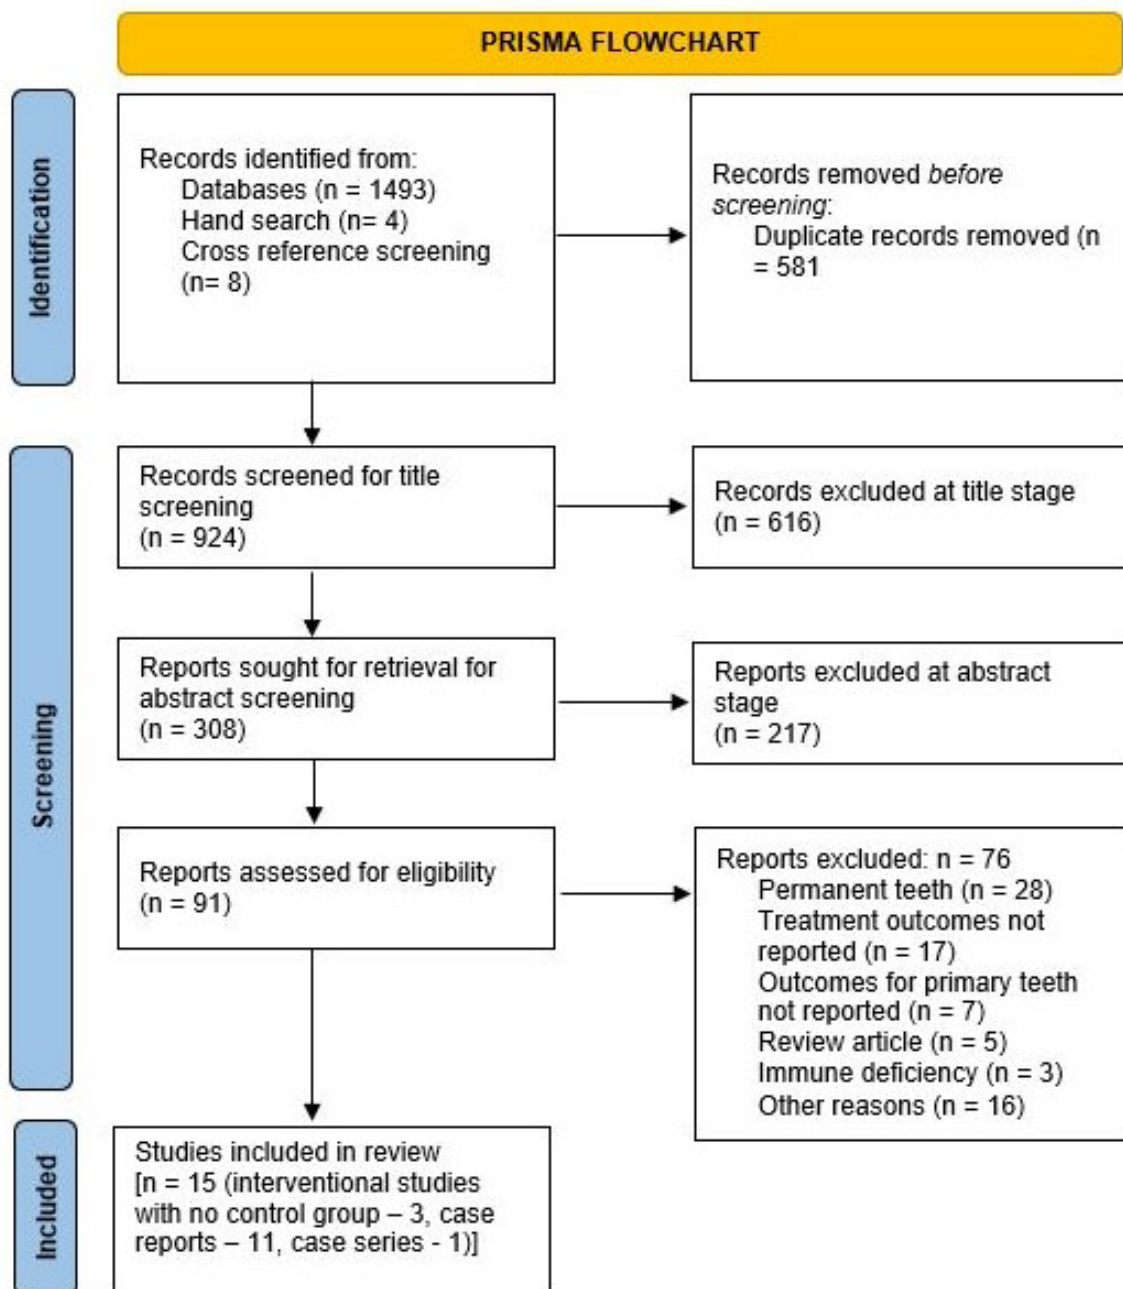 PRISMA FLOWCHART
Identification
Records identified from:
Databases (n = 1493)
Hand search (n= 4)
Cross reference screening
(n= 8)
Records removed before
screening:
Duplicate records removed (n
= 581
Screening
Records screened for title
screening
(n = 924)
Records excluded at title stage
(n = 616)
Reports sought for retrieval for
abstract screening
(n = 308)
Reports excluded at abstract
stage
(n = 217)
Reports assessed for eligibility
(n = 91)
Reports excluded: n = 76
Permanent teeth (n = 28)
Treatment outcomes not
reported (n = 17)
Outcomes for primary teeth
not reported (n = 7)
Review article (n = 5)
Immune deficiency (n = 3)
Other reasons (n = 16)
Included
Studies included in review
[n = 15 (interventional studies
with no control group – 3, case
reports – 11, case series - 1)]